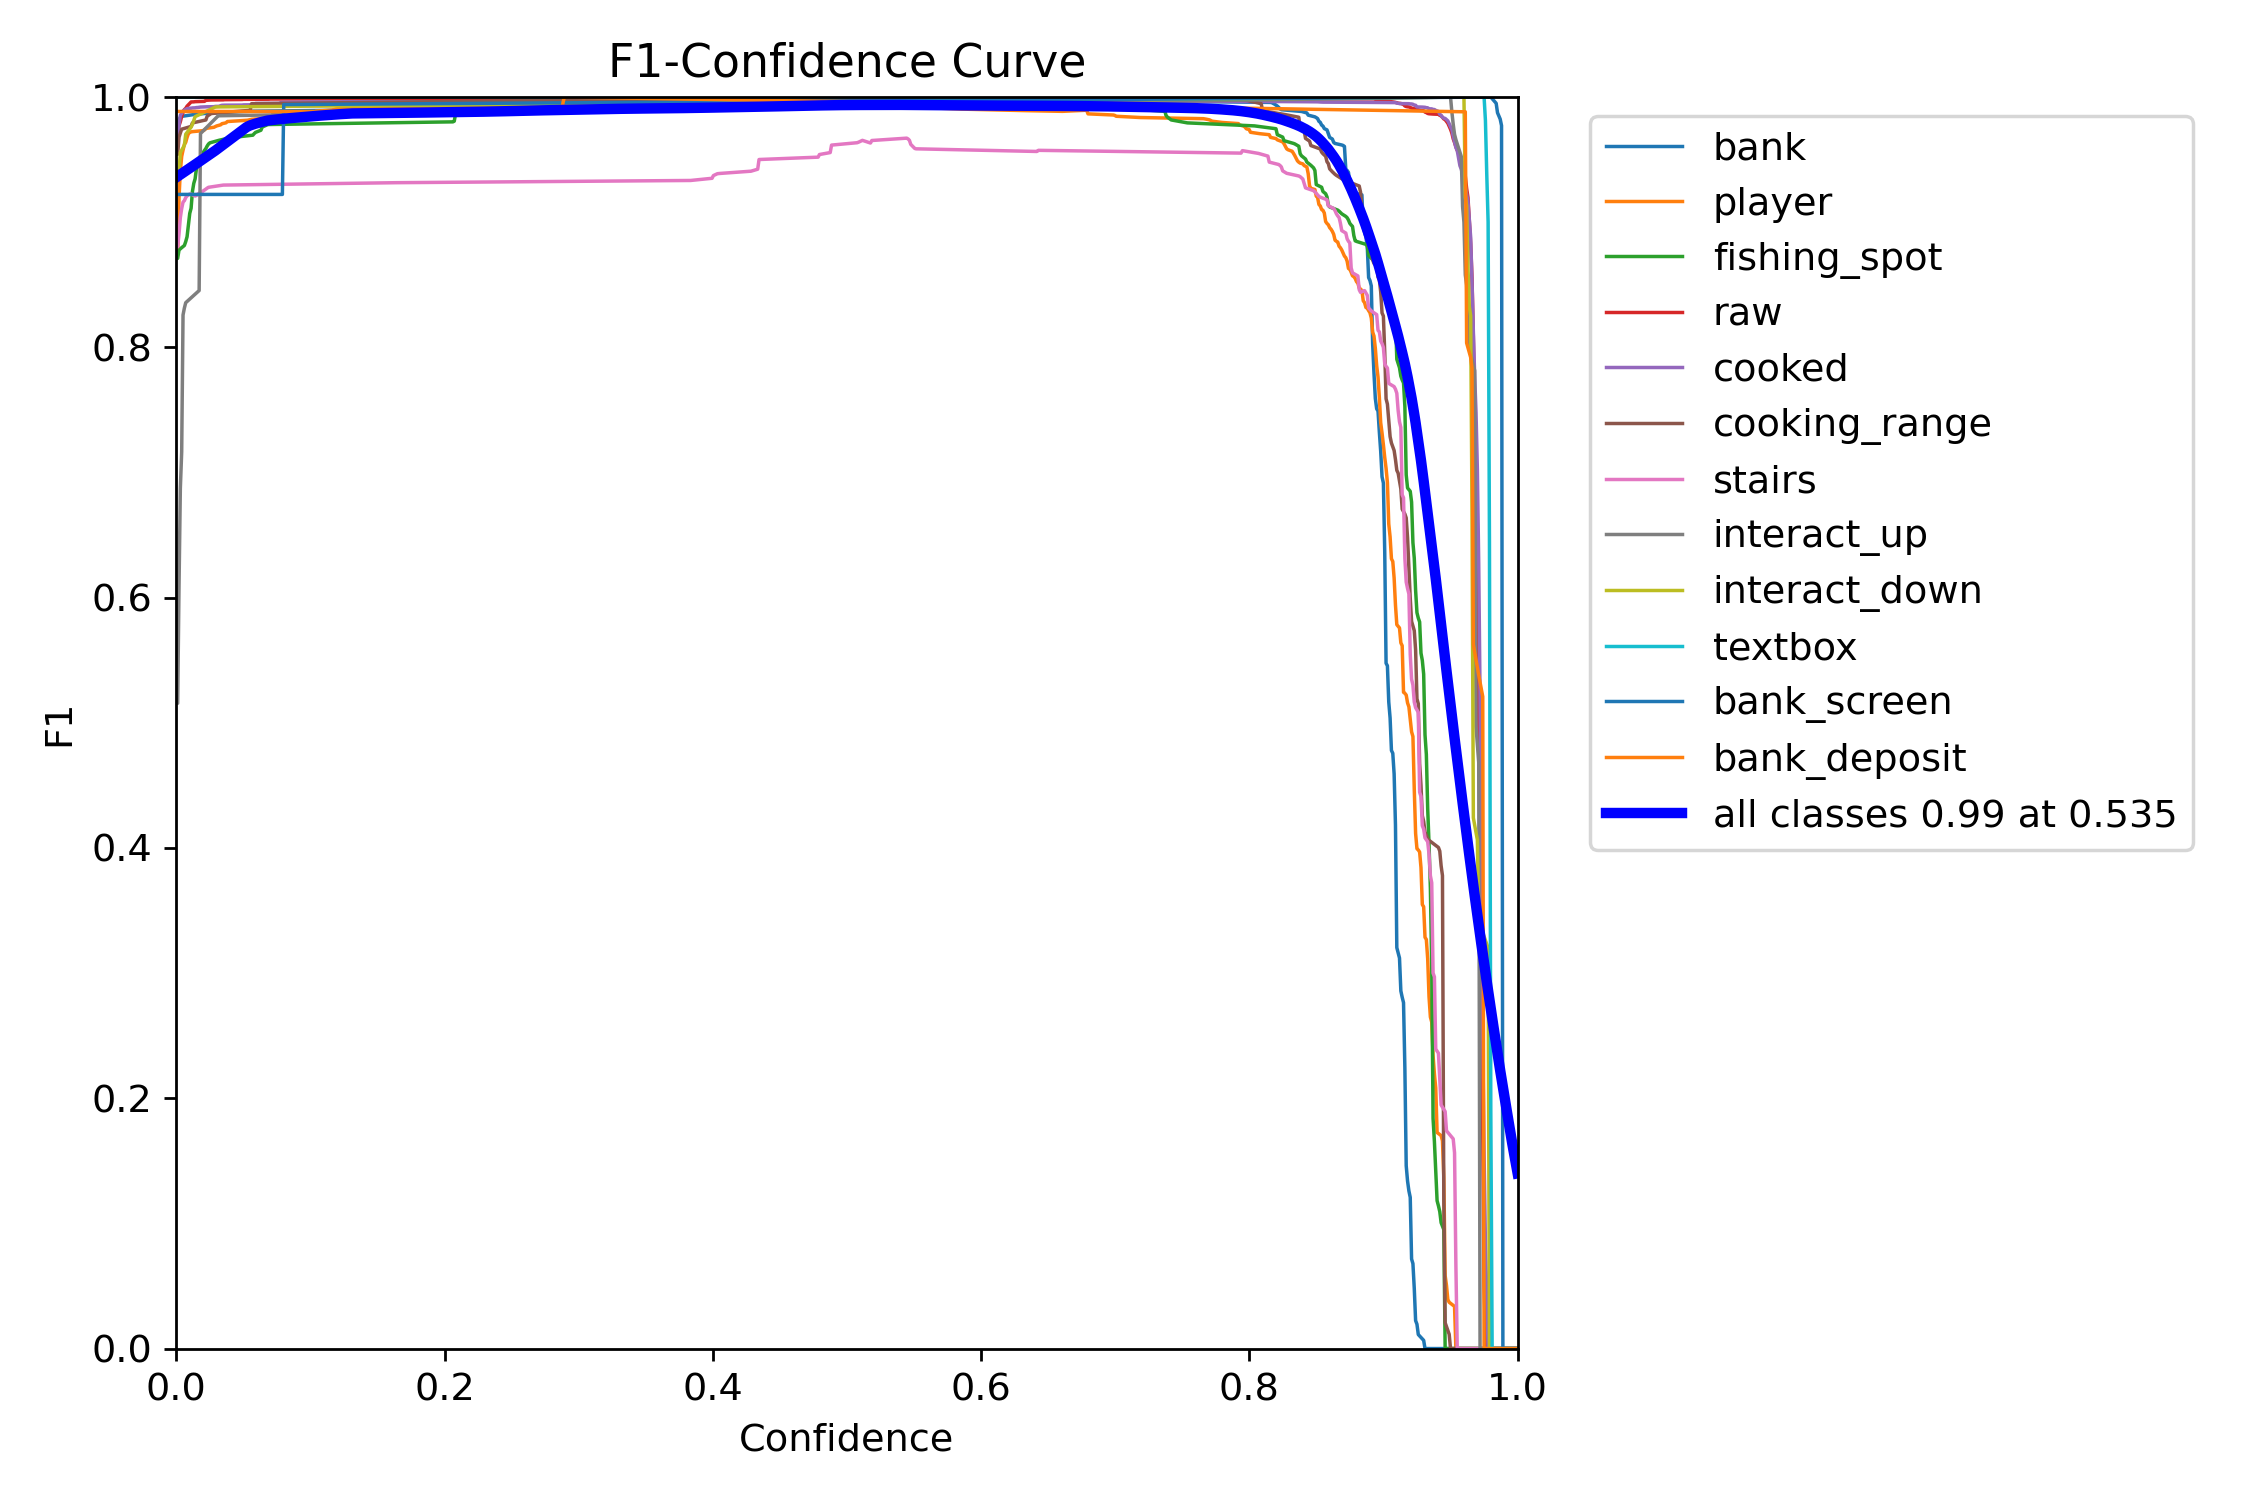 F1-Confidence Curve
1.0
0.8
0.6
0.4
0.2
0.0
F1
0.0 0.2 0.4 0.6 0.8 1.0
Confidence
bank
player
fishing_spot
raw
cooked
cooking_range
stairs
interact_up
interact_down
textbox
bank_screen
bank_deposit
all classes 0.99 at 0.535